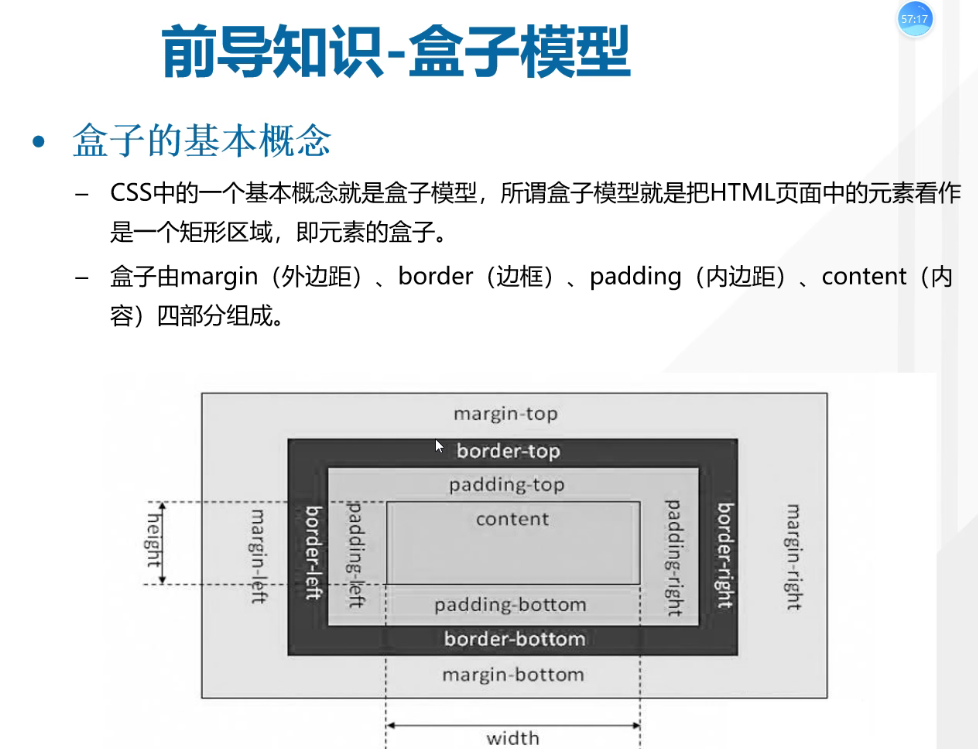 57:17
前导知识-盒子模型
• 盒子的基本概念
– CSS中的一个基本概念就是盒子模型，所谓盒子模型就是把HTML页面中的元素看作
是一个矩形区域，即元素的盒子。
– 盒子由margin（外边距）、border（边框）、padding（内边距）、content（内
容）四部分组成。
margin-top
border-top
padding-top
content
height
margin-left
border-left
padding-left
padding-right
border-right
margin-right
padding-bottom
border-bottom
margin-bottom
width